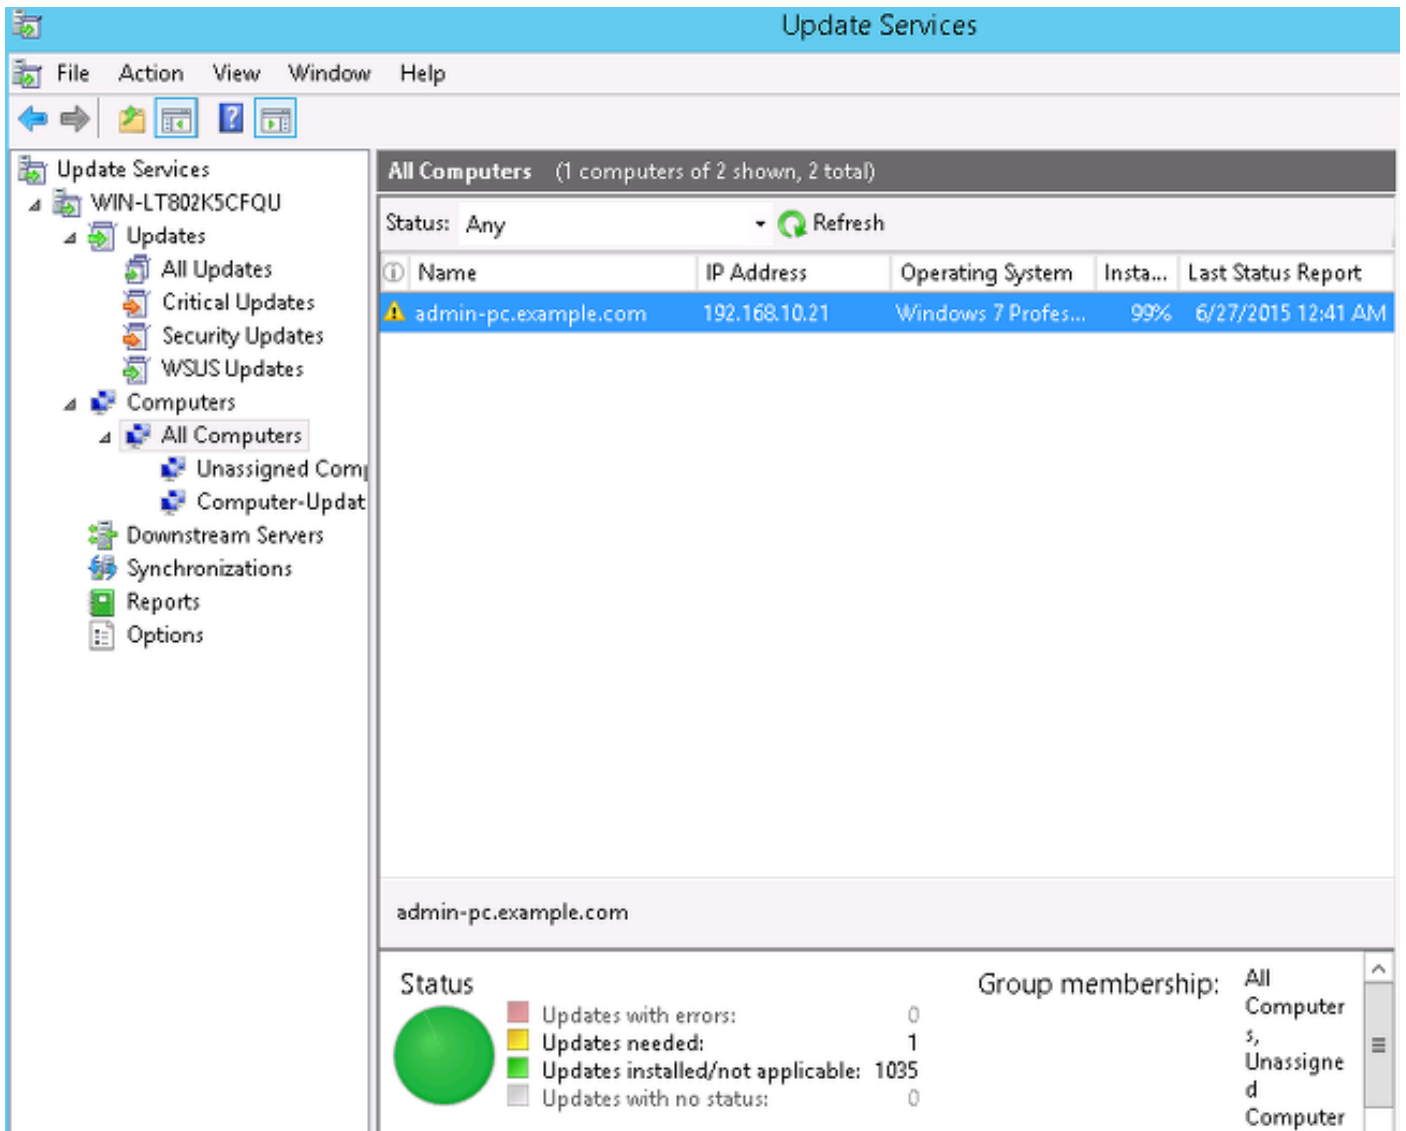 Update Services
File Action View Window Help
Update Services
WIN-LT802K5CFQU
Updates
All Updates
Critical Updates
Security Updates
WSUS Updates
Computers
All Computers
Unassigned Comp
Computer-Updat
Downstream Servers
Synchronizations
Reports
Options
All Computers (1 computers of 2 shown, 2 total)
Status: Any Refresh
Name IP Address Operating System Insta... Last Status Report
admin-pc.example.com 192.168.10.21 Windows 7 Profes... 99% 6/27/2015 12:41 AM
admin-pc.example.com
Status
Updates with errors: 0
Updates needed: 1
Updates installed/not applicable: 1035
Updates with no status: 0
Group membership:
All
Computer
s,
Unassigne
d
Computer